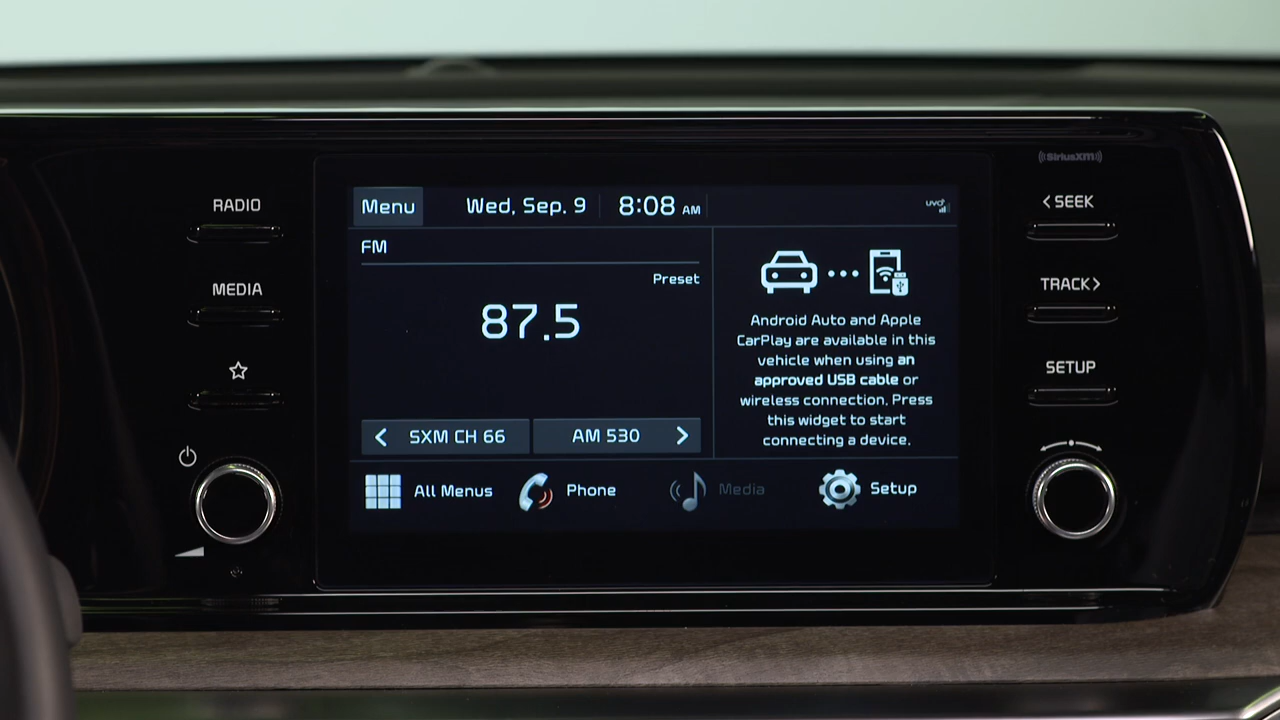 SiriusXM
RADIO
MEDIA
Menu
Wed, Sep. 9
8:08 AM
UVO
FM
Preset
87.5
SXM CH 66
AM 530
Android Auto and Apple
CarPlay are available in this
vehicle when using an
approved USB cable or
wireless connection. Press
this widget to start
connecting a device.
All Menus
Phone
Media
Setup
< SEEK
TRACK >
SETUP